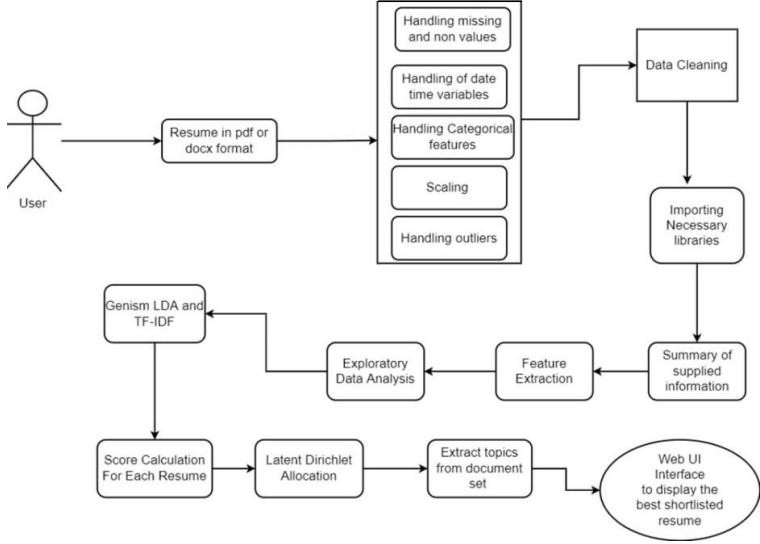 Handling missing
and non values
Handling of date
time variables
Handling Categorical
features
Scaling
Handling outliers
Data Cleaning
Resume in pdf or
docx format
User
Importing
Necessary
libraries
Genism LDA and
TF-IDF
Exploratory
Data Analysis
Feature
Extraction
Summary of
supplied
information
Score Calculation
For Each Resume
Latent Dirichlet
Allocation
Extract topics
from document
set
Web UI
Interface
to display the
best shortlisted
resume